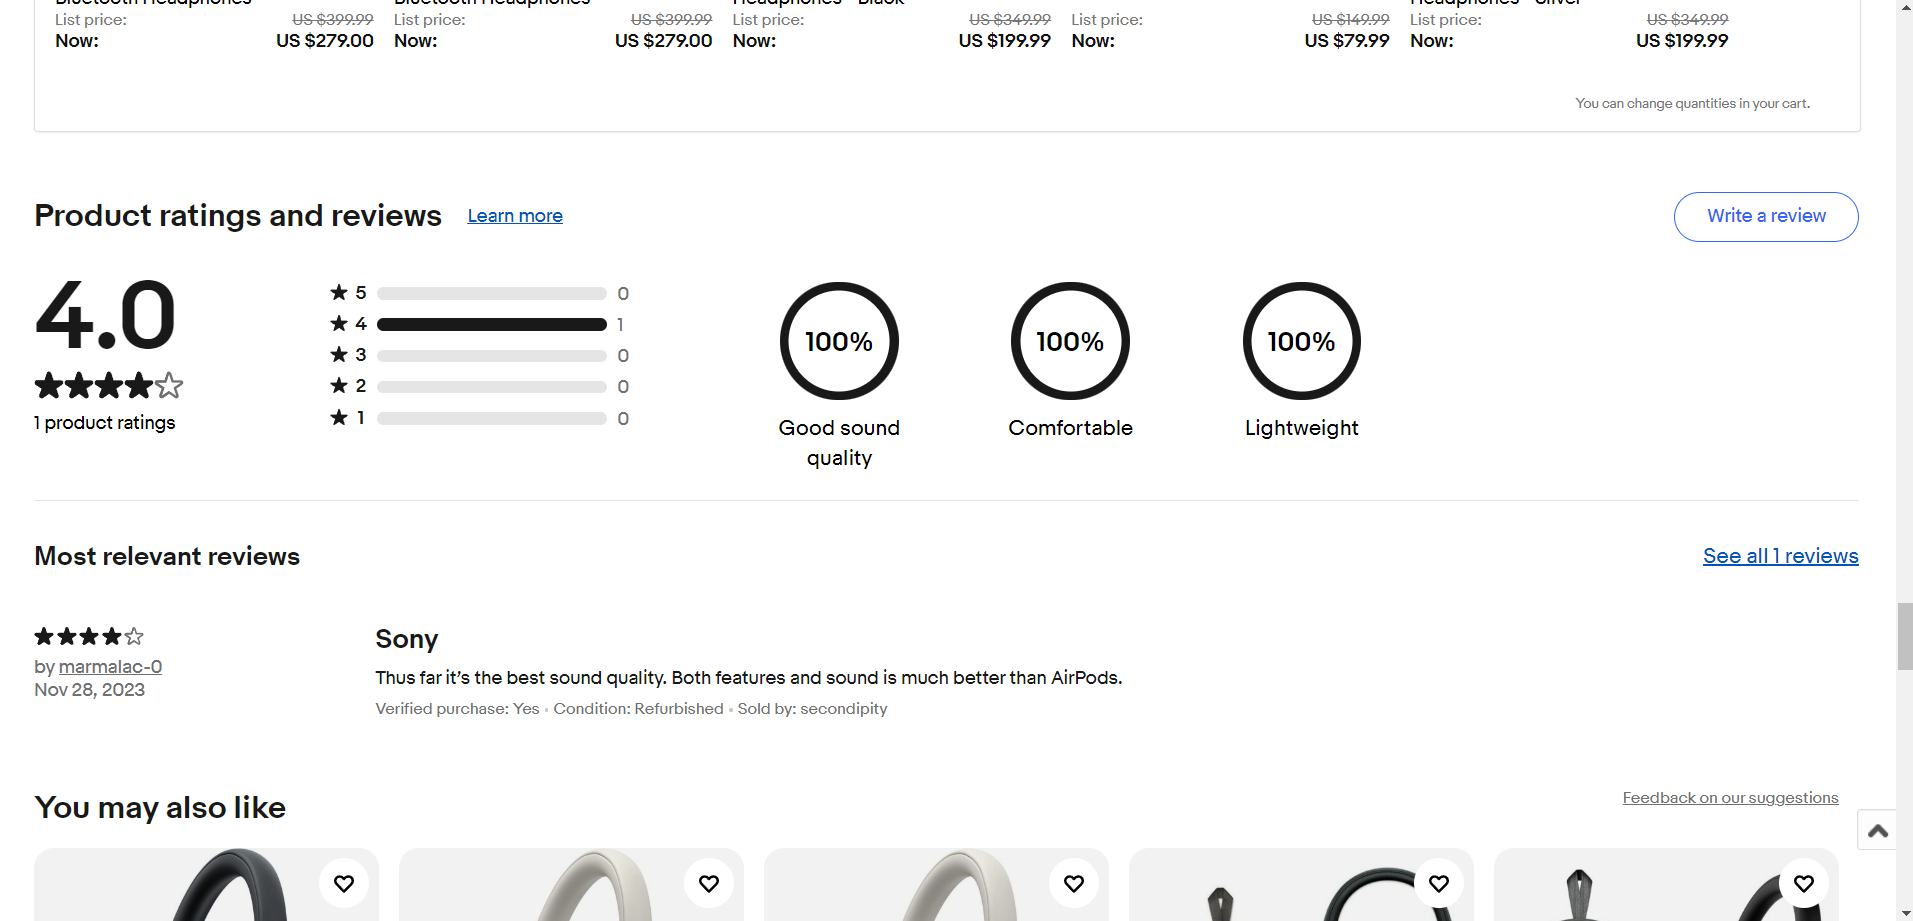 List price: US $399.99 List price: US $399.99 List price: US $349.99 List price: US $149.99 List price: US $349.99
Now: US $279.00 Now: US $279.00 Now: US $199.99 Now: US $79.99 Now: US $199.99
You can change quantities in your cart.
Product ratings and reviews Learn more Write a review
4.0
1 product ratings
5 0
4 1
3 0
2 0
1 0
100% 100% 100%
Good sound quality
Comfortable
Lightweight
Most relevant reviews See all 1 reviews
by marmalac-0
Nov 28, 2023
Sony
Thus far it’s the best sound quality. Both features and sound is much better than AirPods.
Verified purchase: Yes • Condition: Refurbished • Sold by: secondipity
You may also like Feedback on our suggestions